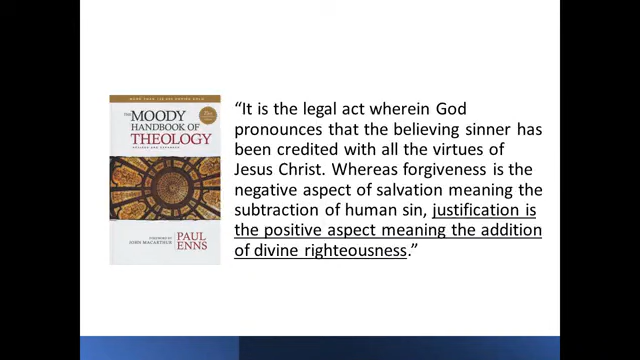 THE
MOODY
HANDBOOK OF
THEOLOGY
REVISED AND EXPANDED
FOREWORD BY
JOHN MACARTHUR
PAUL
ENNS
“It is the legal act wherein God
pronounces that the believing sinner has
been credited with all the virtues of
Jesus Christ. Whereas forgiveness is the
negative aspect of salvation meaning the
subtraction of human sin, justification is
the positive aspect meaning the addition
of divine righteousness.”